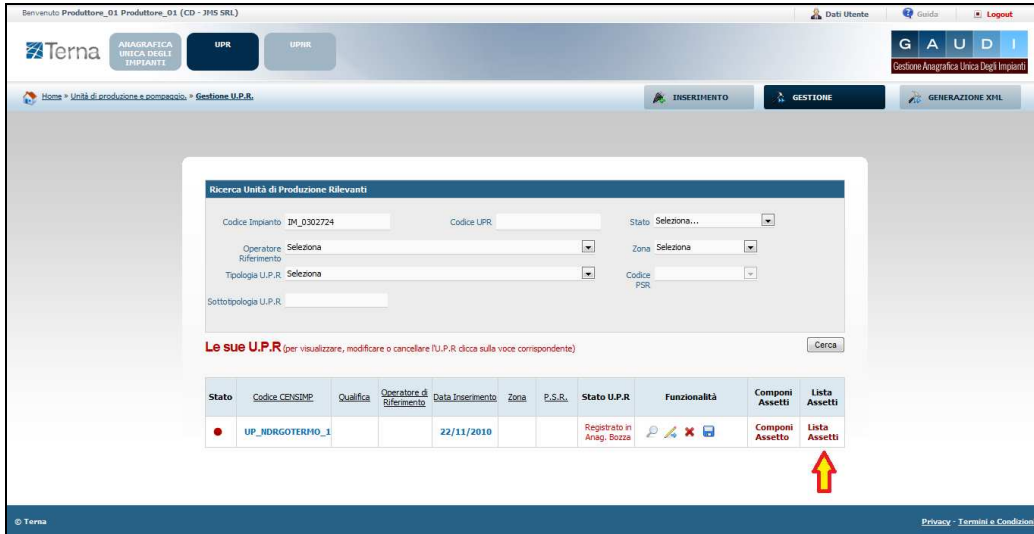 Benvenuto Produttore_01 Produttore_01 (CD - JMS SRL)
Dati Utente
Guida
Logout
Terna
ANAGRAFICA
UNICA DEGLI
IMPIANTI
UPR
UPNR
G A U D I
Gestione Anagrafica Unica Degli Impianti
Home » Unità di produzione e pompaggio. » Gestione U.P.R.
INSERIMENTO
GESTIONE
GENERAZIONE XML
Ricerca Unità di Produzione Rilevanti
Codice Impianto IM_0302724
Codice UPR
Stato Seleziona...
Operatore Riferimento Seleziona
Zona Seleziona
Tipologia U.P.R Seleziona
Codice PSR
Sottotipologia U.P.R
Le sue U.P.R (per visualizzare, modificare o cancellare l'U.P.R clicca sulla voce corrispondente)
Cerca
Stato Codice CENSIMP Qualifica Operatore di Riferimento Data Inserimento Zona P.S.R. Stato U.P.R Funzionalità Componi Assetti Lista Assetti
UP_NDRGOTERMO_1 22/11/2010 Registrato in Anag. Bozza Componi Assetto Lista Assetti
© Terna
Privacy - Termini e Condizion